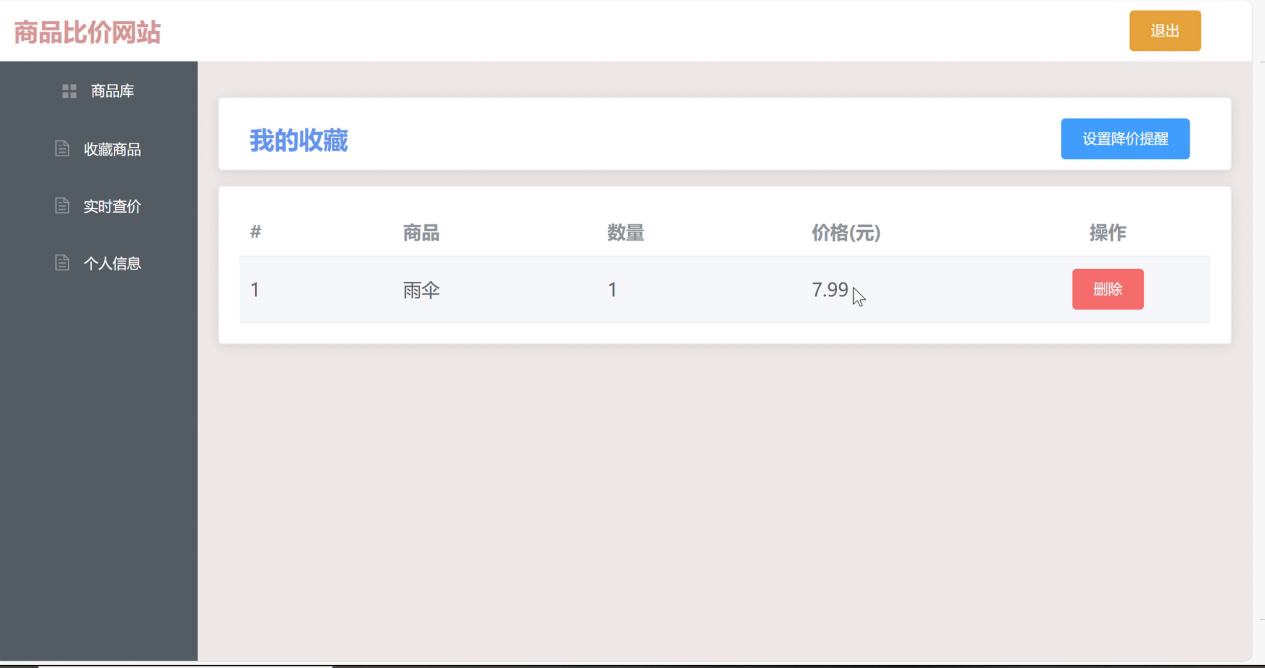 商品比价网站
退出
商品库
收藏商品
实时查价
个人信息
我的收藏
设置降价提醒
# 商品 数量 价格(元) 操作
1 雨伞 1 7.99 删除